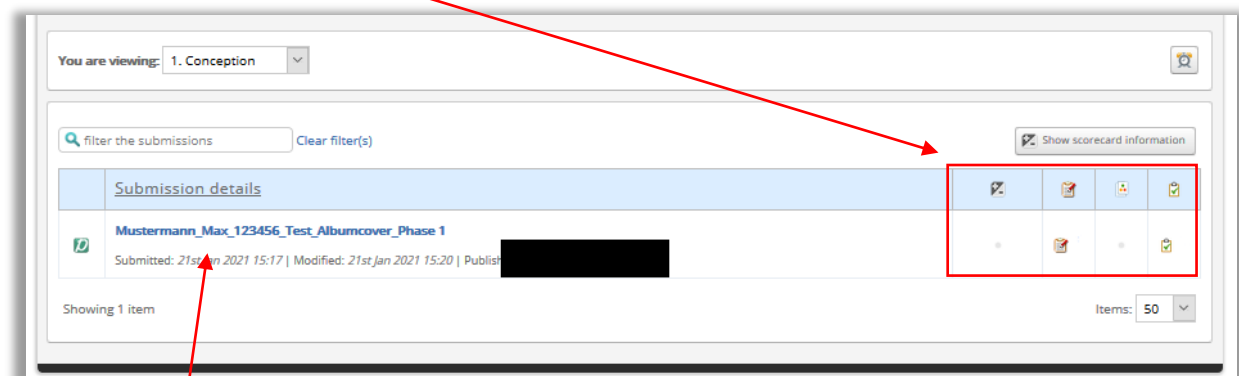 You are viewing: 1. Conception
filter the submissions Clear filter(s) Show scorecard information
Submission details
Mustermann_Max_123456_Test_Albumcover_Phase 1
Submitted: 21st Jan 2021 15:17 | Modified: 21st Jan 2021 15:20 | Publish
Showing 1 item Items: 50